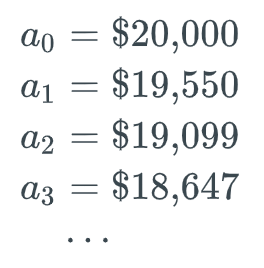 a₀ = $20,000
a₁ = $19,550
a₂ = $19,099
a₃ = $18,647
...